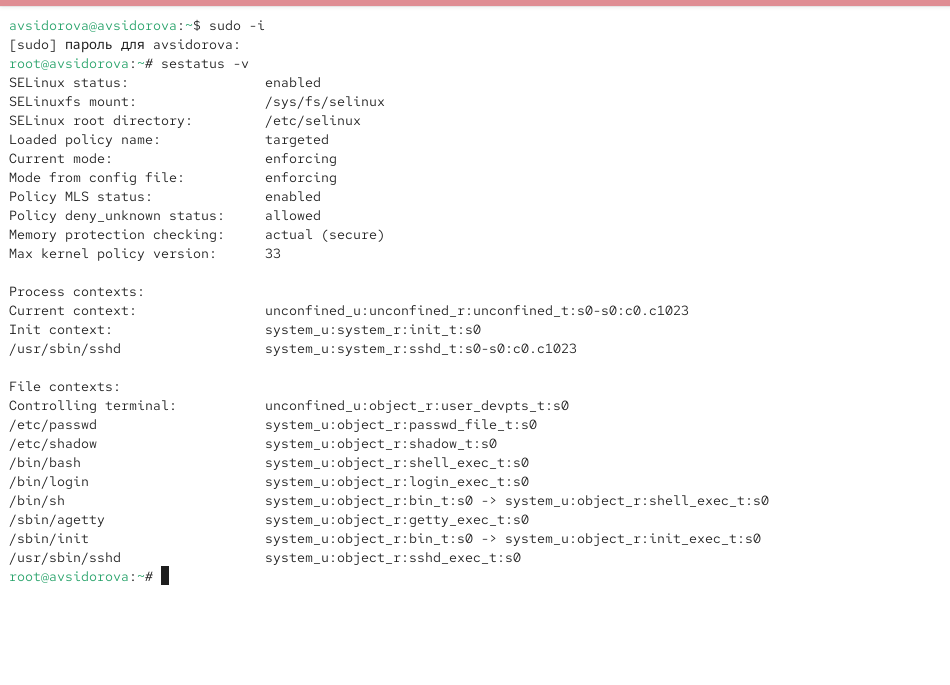 avsidorova@avsidorova:~$ sudo -i
[sudo] пароль для avsidorova:
root@avsidorova:~# sestatus -v
SELinux status:                 enabled
SELinuxfs mount:                /sys/fs/selinux
SELinux root directory:         /etc/selinux
Loaded policy name:             targeted
Current mode:                   enforcing
Mode from config file:          enforcing
Policy MLS status:              enabled
Policy deny_unknown status:     allowed
Memory protection checking:     actual (secure)
Max kernel policy version:      33

Process contexts:
Current context:                unconfined_u:unconfined_r:unconfined_t:s0-s0:c0.c1023
Init context:                   system_u:system_r:init_t:s0
/usr/sbin/sshd                  system_u:system_r:sshd_t:s0-s0:c0.c1023

File contexts:
Controlling terminal:           unconfined_u:object_r:user_devpts_t:s0
/etc/passwd                     system_u:object_r:passwd_file_t:s0
/etc/shadow                     system_u:object_r:shadow_t:s0
/bin/bash                       system_u:object_r:shell_exec_t:s0
/bin/login                      system_u:object_r:login_exec_t:s0
/bin/sh                         system_u:object_r:bin_t:s0 -> system_u:object_r:shell_exec_t:s0
/sbin/agetty                    system_u:object_r:getty_exec_t:s0
/sbin/init                      system_u:object_r:bin_t:s0 -> system_u:object_r:init_exec_t:s0
/usr/sbin/sshd                  system_u:object_r:sshd_exec_t:s0
root@avsidorova:~#